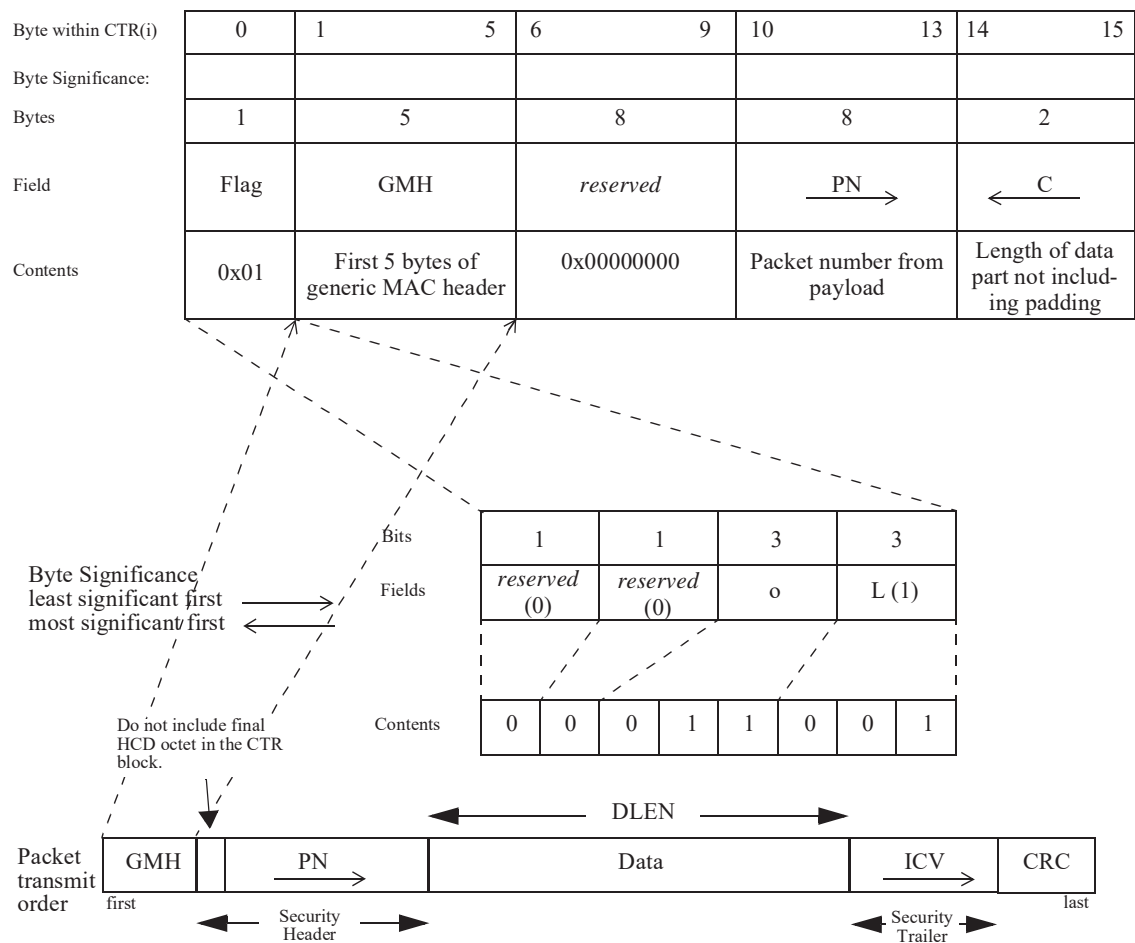 Byte within CTR(i) 0 1 5 6 9 10 13 14 15
Byte Significance:
Bytes 1 5 8 8 2
Field Flag GMH reserved PN C
Contents 0x01 First 5 bytes of generic MAC header 0x00000000 Packet number from payload Length of data part not includ-ing padding
Bits 1 1 3 3
Fields reserved (0) reserved (0) o L (1)
Byte Significance
least significant first
most significant first
Contents 0 0 0 1 1 0 0 1
Do not include final
HCD octet in the CTR
block.
DLEN
Packet transmit order GMH PN Data ICV CRC
first last
Security Header Security Trailer